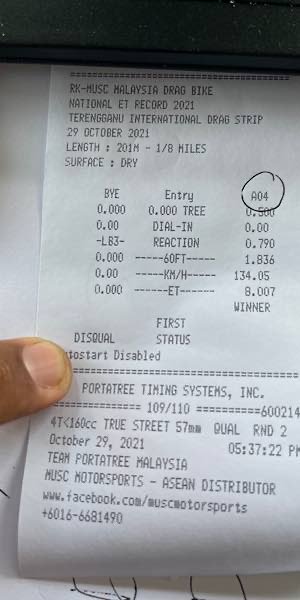 RK-MUSC MALAYSIA DRAG BIKE
NATIONAL ET RECORD 2021
TERENGGANU INTERNATIONAL DRAG STRIP
29 OCTOBER 2021
LENGTH : 201M - 1/8 MILES
SURFACE : DRY
BYE Entry A04
0.000 0.000 TREE 0.500
0.00 DIAL-IN 0.00
-LB3- REACTION 0.790
0.000 -----60FT------ 1.836
0.00 ------KM/H----- 134.05
0.000 -------ET------ 8.007
WINNER
FIRST
DISQUAL STATUS
tostart Disabled
PORTATREE TIMING SYSTEMS, INC.
============= 109/110 ==========600214
4T<160cc TRUE STREET 57mm QUAL RND 2
October 29, 2021 05:37:22 PM
TEAM PORTATREE MALAYSIA
MUSC MOTORSPORTS - ASEAN DISTRIBUTOR
www.facebook.com/muscmotorsports
+6016-6681490